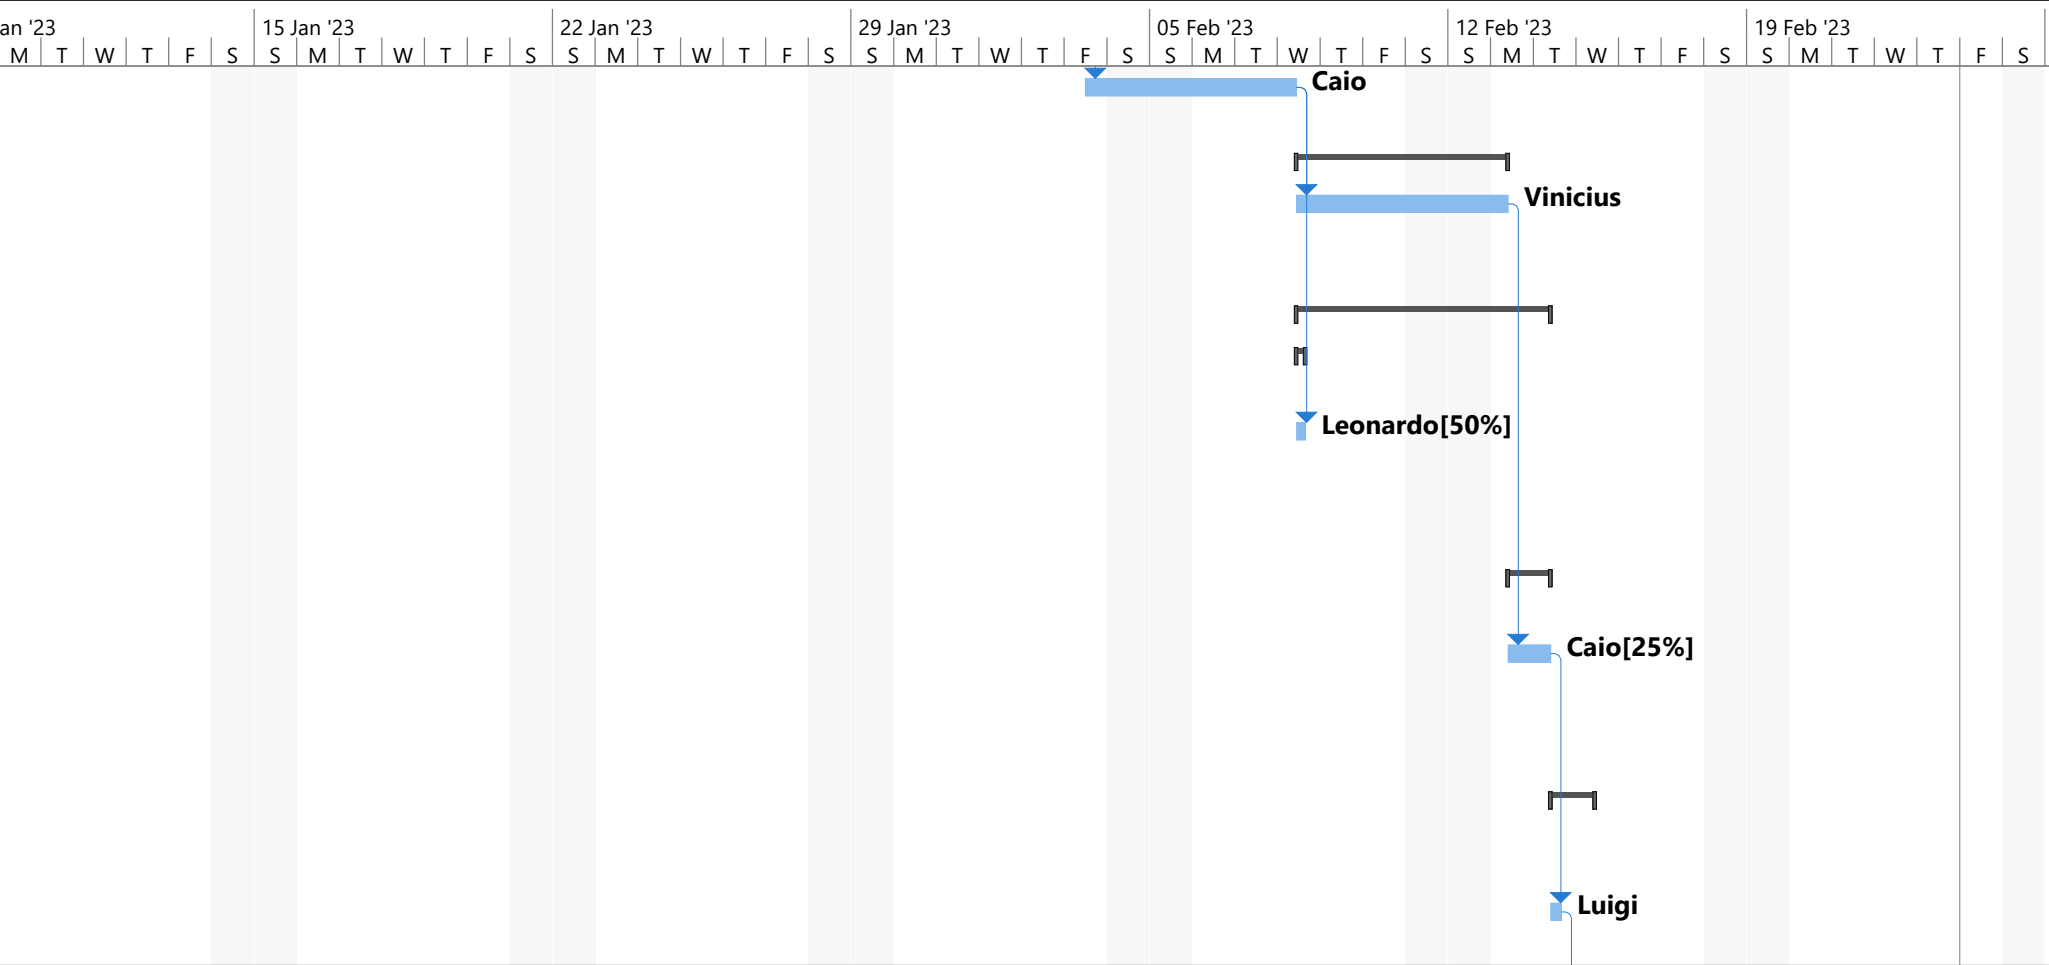 an '23 15 Jan '23 22 Jan '23 29 Jan '23 05 Feb '23 12 Feb '23 19 Feb '23
M T W T F S S M T W T F S S M T W T F S S M T W T F S S M T W T F S S M T W T F S S M T W T F S
Caio
Vinicius
Leonardo[50%]
Caio[25%]
Luigi